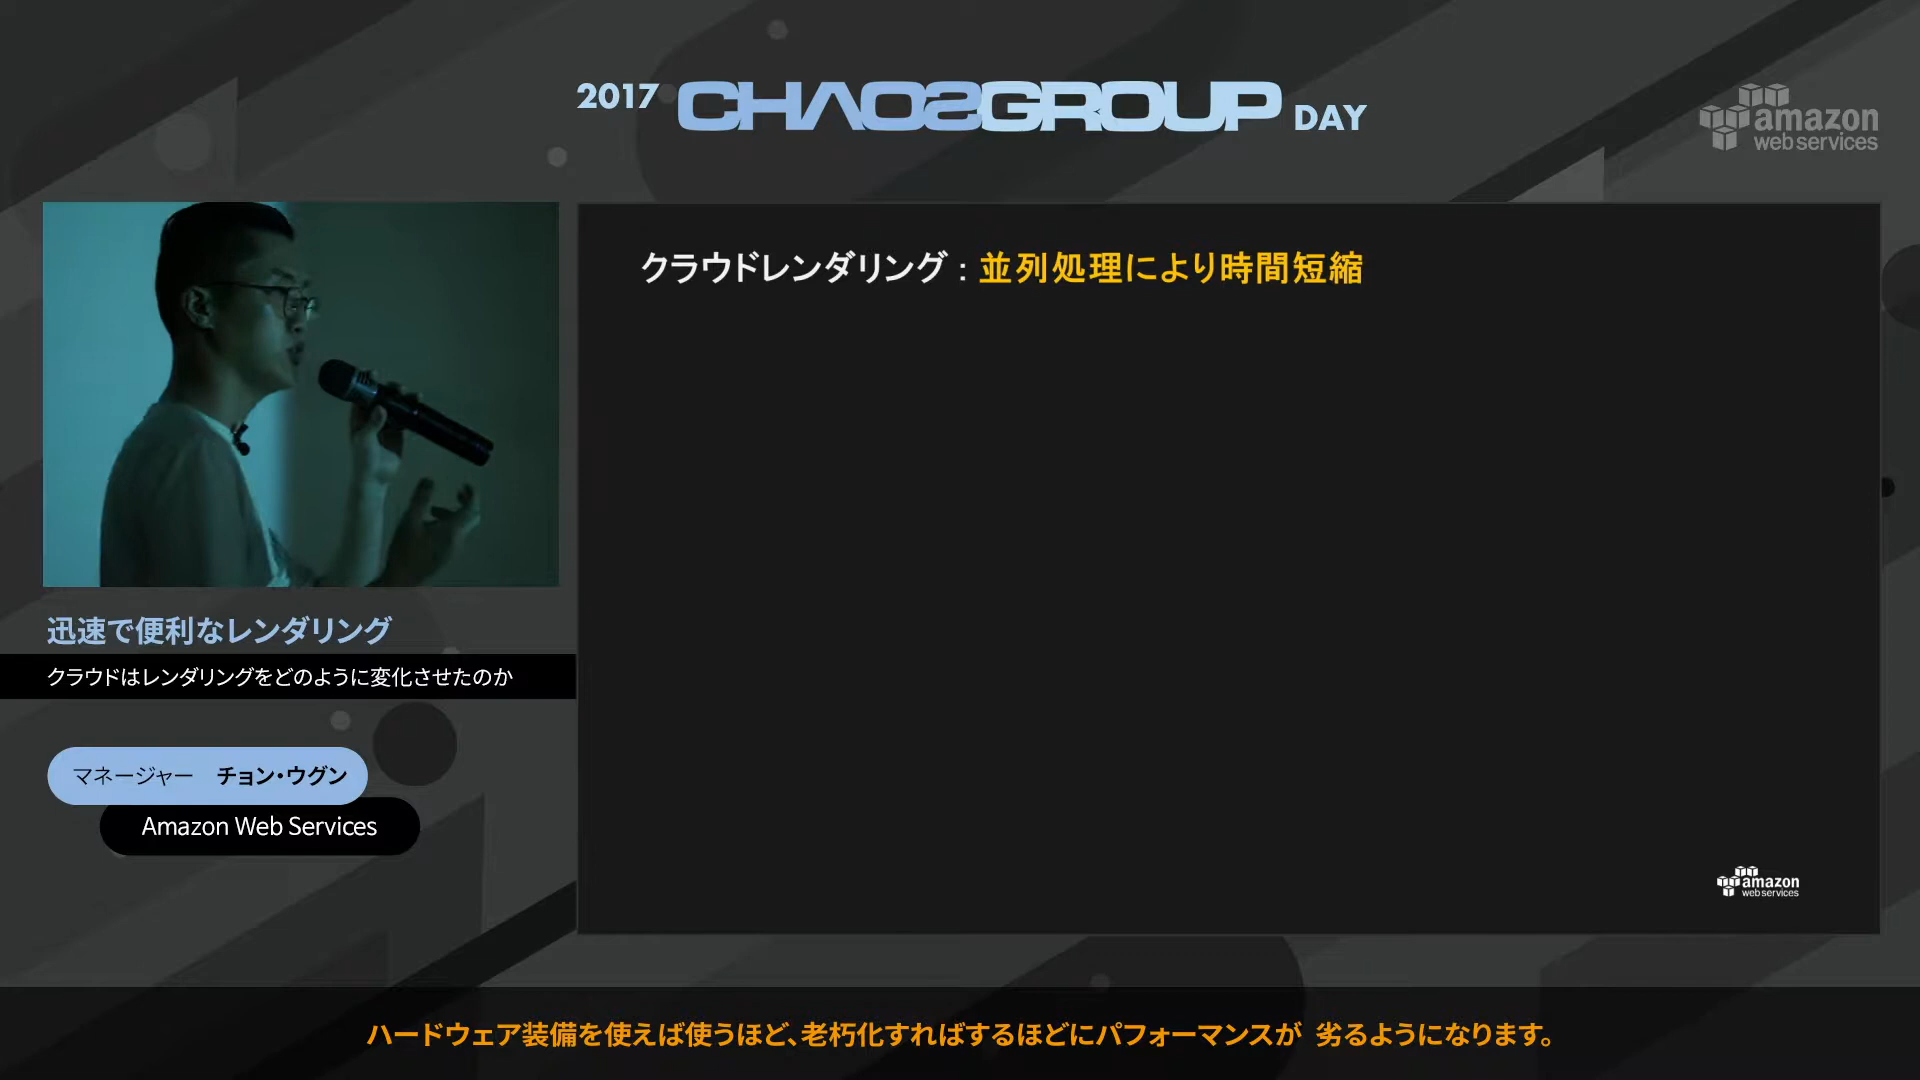 2017 CHAOSGROUP DAY
amazon
web services
クラウドレンダリング : 並列処理により時間短縮
迅速で便利なレンダリング
クラウドはレンダリングをどのように変化させたのか
マネージャー チョン・ウグン
Amazon Web Services
amazon
web services
ハードウェア装備を使えば使うほど、老朽化すればするほどにパフォーマンスが 劣るようになります。